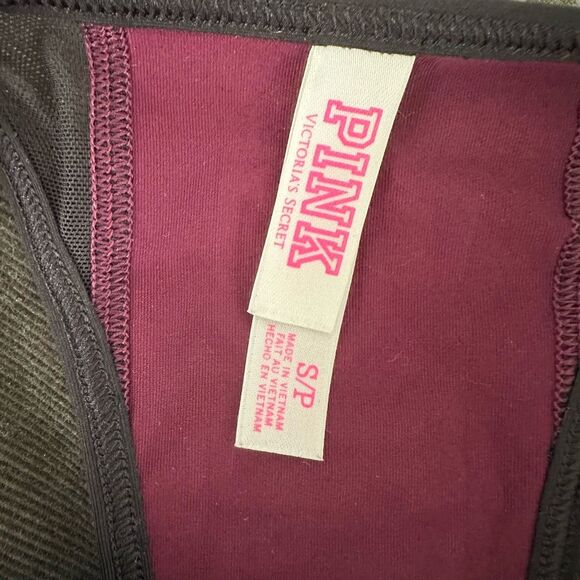 PINK
VICTORIA'S SECRET
S/P
MADE IN VIETNAM
FAIT AU VIETNAM
HECHO EN VIETNAM